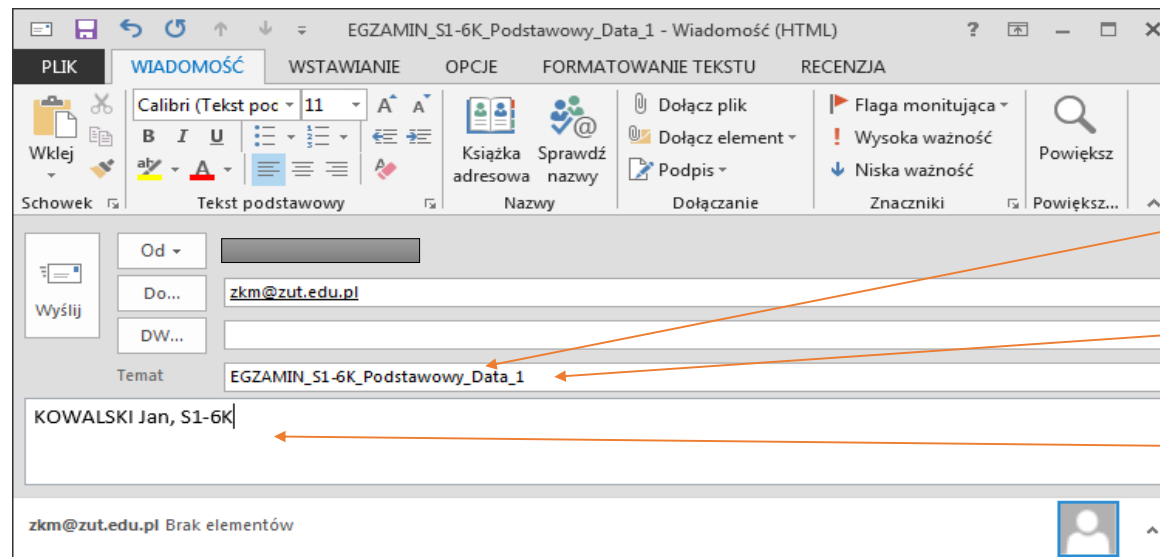 EGZAMIN_S1-6K_Podstawowy_Data_1 - Wiadomość (HTML) ?
PLIK WIADOMOŚĆ WSTAWIANIE OPCJE FORMATOWANIE TEKSTU RECENZJA
Wklej
Schowek
Calibri (Tekst poc 11 A A
B I U
aby A
Tekst podstawowy
Książka adresowa
Sprawdź nazwy
Nazwy
Dołącz plik
Dołącz element
Podpis
Dołączanie
Flaga monitująca
Wysoka ważność
Niska ważność
Znaczniki
Powiększ
Powiększ...
Wyślij
Od
Do... zkm@zut.edu.pl
DW...
Temat EGZAMIN_S1-6K_Podstawowy_Data_1
KOWALSKI Jan, S1-6K
zkm@zut.edu.pl Brak elementów